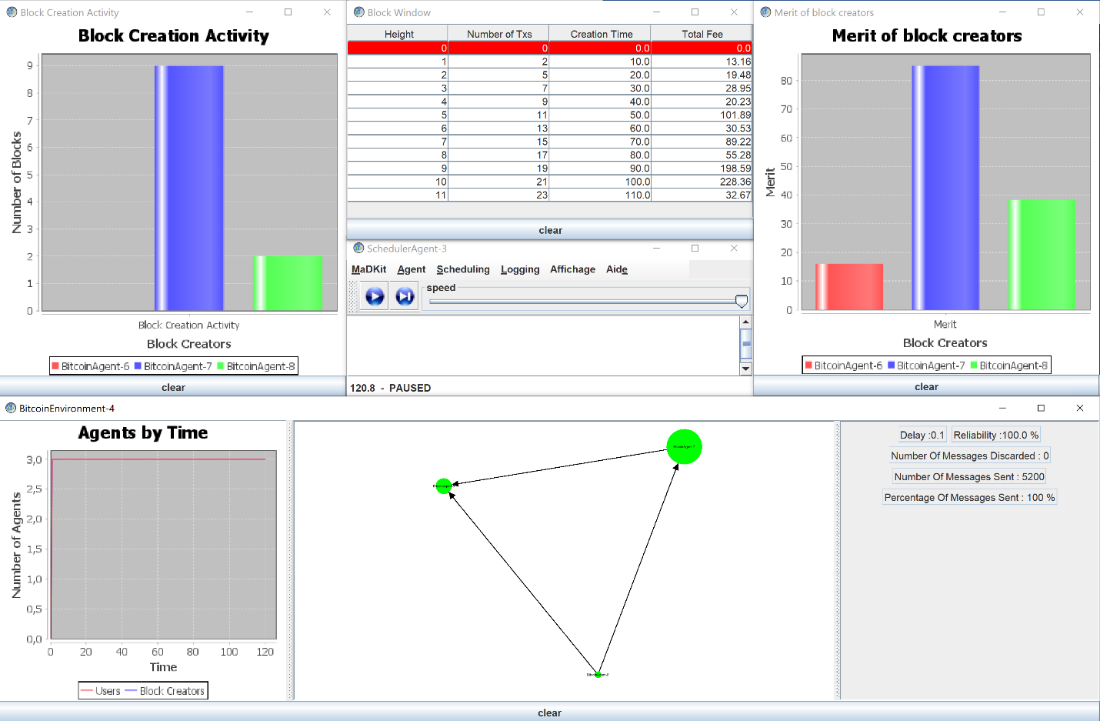 Block Creation Activity
Block Creation Activity
9
8
7
6
5
4
3
2
1
0
Number of Blocks
Block Creation Activity
Block Creators
BitcoinAgent-6 BitcoinAgent-7 BitcoinAgent-8
clear
Block Window
Height Number of Txs Creation Time Total Fee
0 0 0.0 0.0
1 2 10.0 13.16
2 5 20.0 19.48
3 7 30.0 28.95
4 9 40.0 20.23
5 11 50.0 101.89
6 13 60.0 30.53
7 15 70.0 89.22
8 17 80.0 55.28
9 19 90.0 198.59
10 21 100.0 228.36
11 23 110.0 32.67
clear
SchedulerAgent-3
MaDKit Agent Scheduling Logging Affichage Aide
speed
120.8 - PAUSED
Merit of block creators
Merit of block creators
80
70
60
50
40
30
20
10
0
Merit
Merit
Block Creators
BitcoinAgent-6 BitcoinAgent-7 BitcoinAgent-8
clear
BitcoinEnvironment-4
Agents by Time
3,0
2,5
2,0
1,5
1,0
0,5
0,0
Number of Agents
0 20 40 60 80 100 120
Time
Users Block Creators
Delay :0.1 Reliability :100.0 %
Number Of Messages Discarded : 0
Number Of Messages Sent : 5200
Percentage Of Messages Sent : 100 %
clear